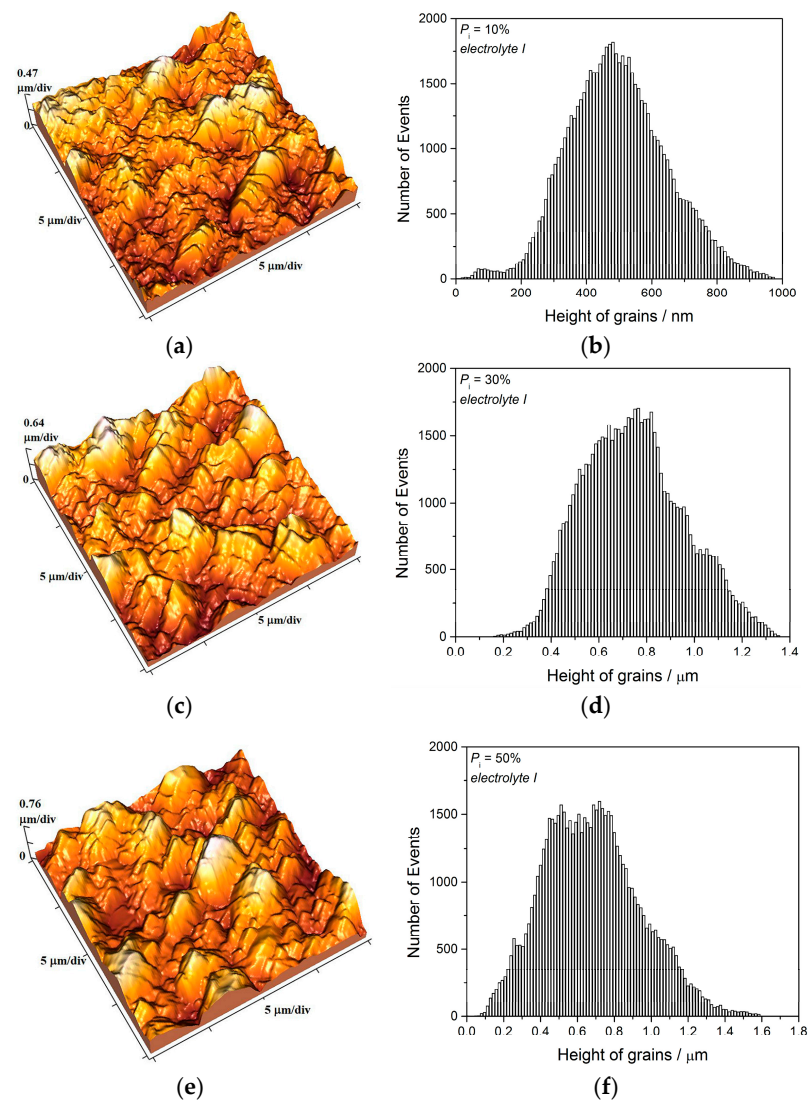 0.47
μm/div
0
5 μm/div
5 μm/div
(a)
P i = 10%
electrolyte I
2000
1500
1000
500
0
Number of Events
0 200 400 600 800 1000
Height of grains / nm
(b)
0.64
μm/div
0
5 μm/div
5 μm/div
(c)
P i = 30%
electrolyte I
2000
1500
1000
500
0
Number of Events
0.0 0.2 0.4 0.6 0.8 1.0 1.2 1.4
Height of grains / μm
(d)
0.76
μm/div
0
5 μm/div
5 μm/div
(e)
P i = 50%
electrolyte I
2000
1500
1000
500
0
Number of Events
0.0 0.2 0.4 0.6 0.8 1.0 1.2 1.4 1.6 1.8
Height of grains / μm
(f)